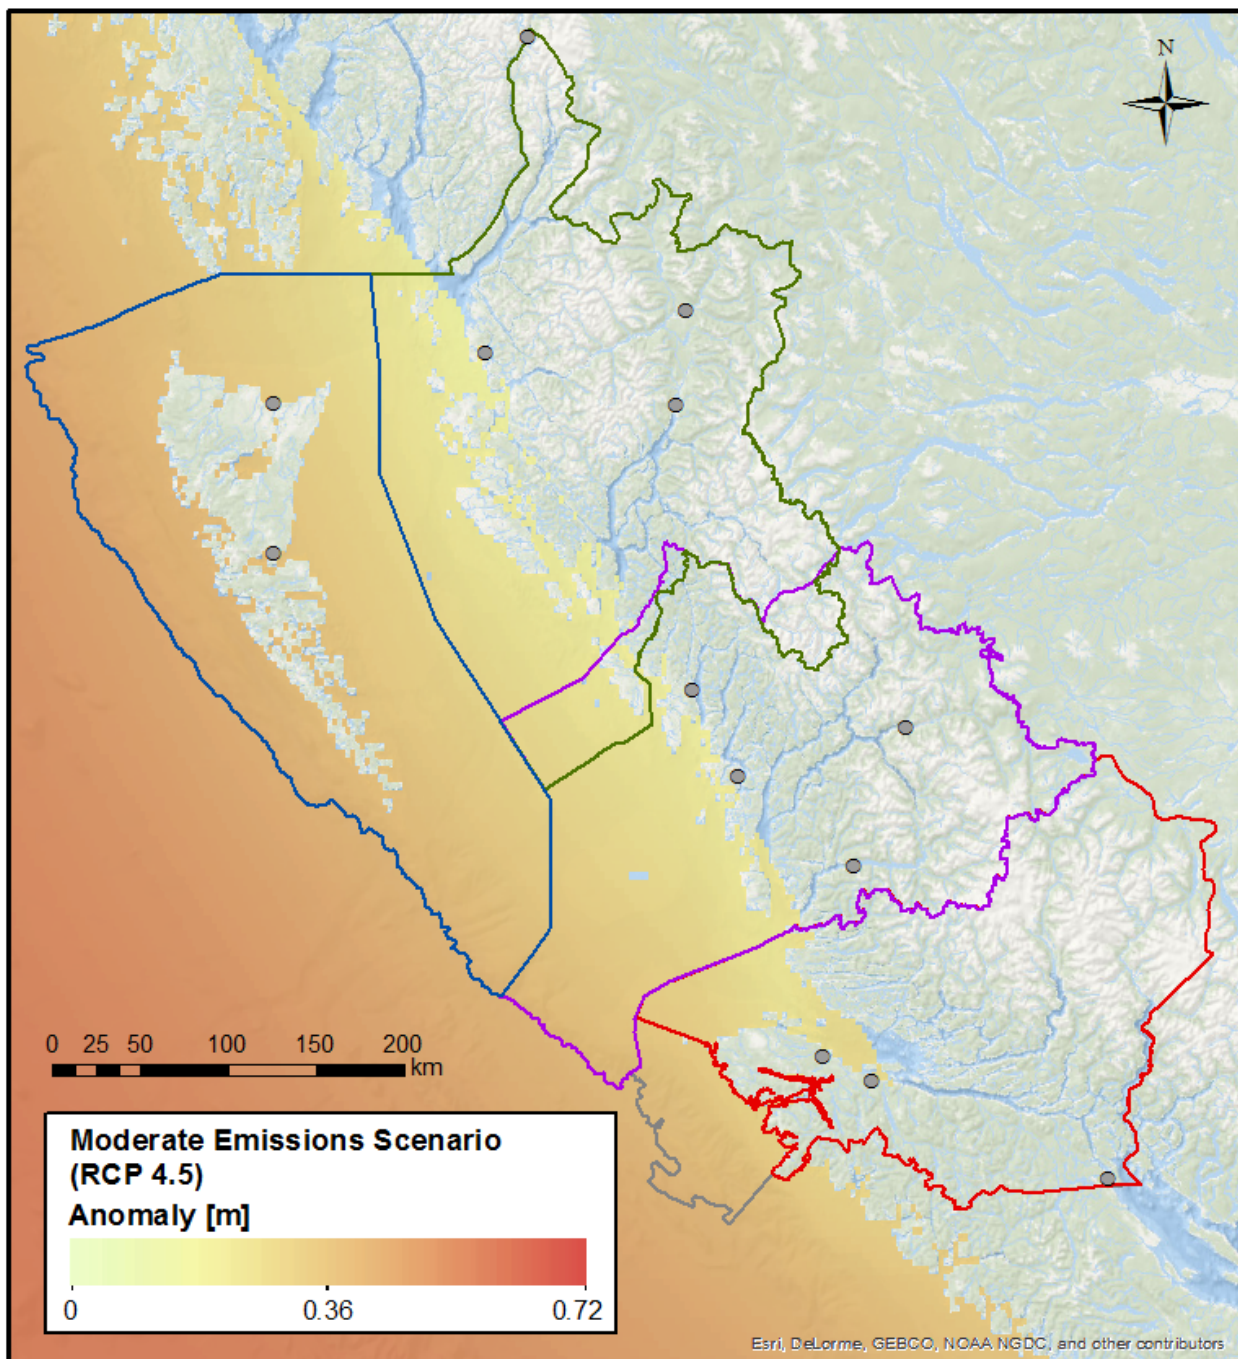 N
0 25 50 100 150 200
km
Moderate Emissions Scenario
(RCP 4.5)
Anomaly [m]
0 0.36 0.72
Esri, DeLorme, GEBCO, NOAA NGDC, and other contributors